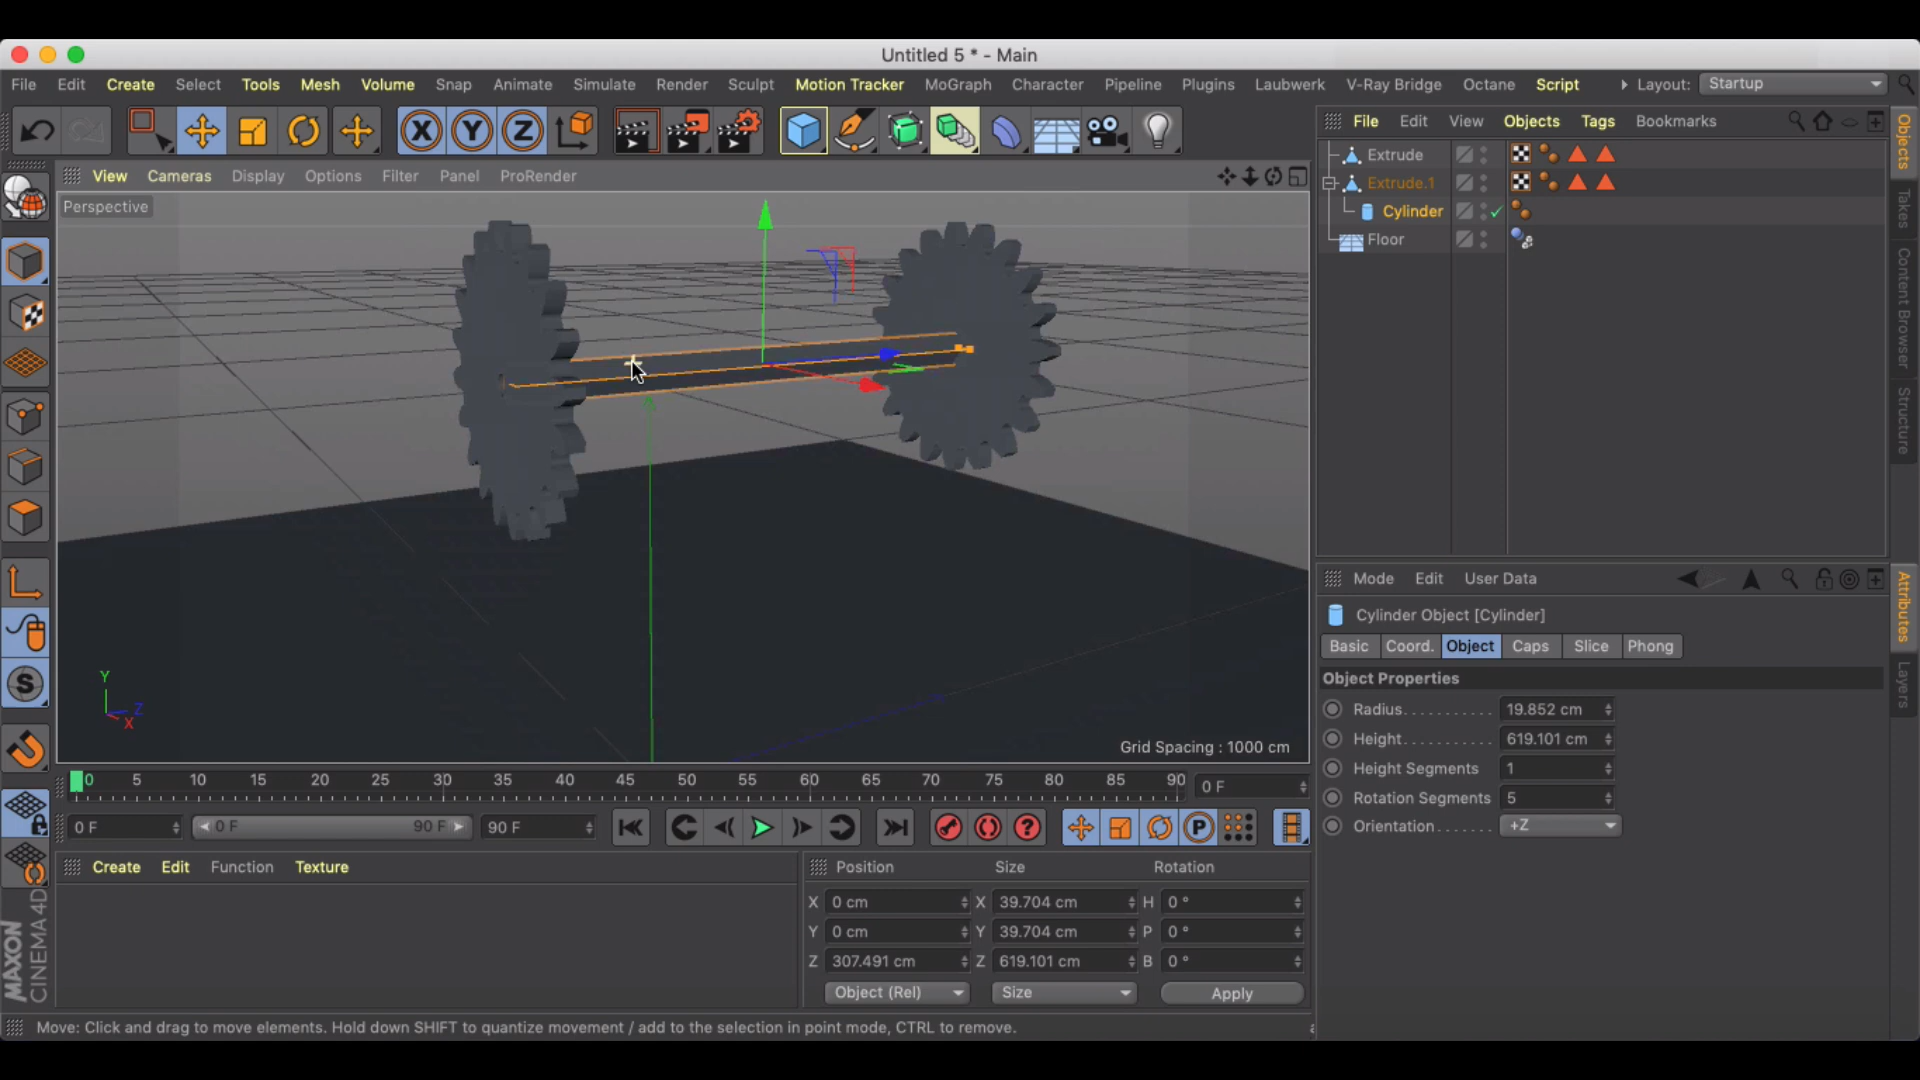 Untitled 5 * - Main
File Edit Create Select Tools Mesh Volume Snap Animate Simulate Render Sculpt Motion Tracker MoGraph Character Pipeline Plugins Laubwerk V-Ray Bridge Octane Script Layout: Startup
X Y Z
File Edit View Objects Tags Bookmarks
View Cameras Display Options Filter Panel ProRender
Perspective
Extrude
Extrude.1
Cylinder
Floor
Objects
Takes
Content Browser
Structure
Attributes
Layers
Y
Z
X
Grid Spacing : 1000 cm
S
Mode Edit User Data
Cylinder Object [Cylinder]
Basic Coord. Object Caps Slice Phong
Object Properties
Radius. . . . . . . . . . . 19.852 cm
Height. . . . . . . . . . . 619.101 cm
Height Segments 1
Rotation Segments 5
Orientation. . . . . . . +Z
0 5 10 15 20 25 30 35 40 45 50 55 60 65 70 75 80 85 90 0 F
0 F 0 F 90 F 90 F ? P
Create Edit Function Texture
Position Size Rotation
X 0 cm X 39.704 cm H 0 °
Y 0 cm Y 39.704 cm P 0 °
Z 307.491 cm Z 619.101 cm B 0 °
Object (Rel) Size Apply
MAXON
CINEMA 4D
Move: Click and drag to move elements. Hold down SHIFT to quantize movement / add to the selection in point mode, CTRL to remove.